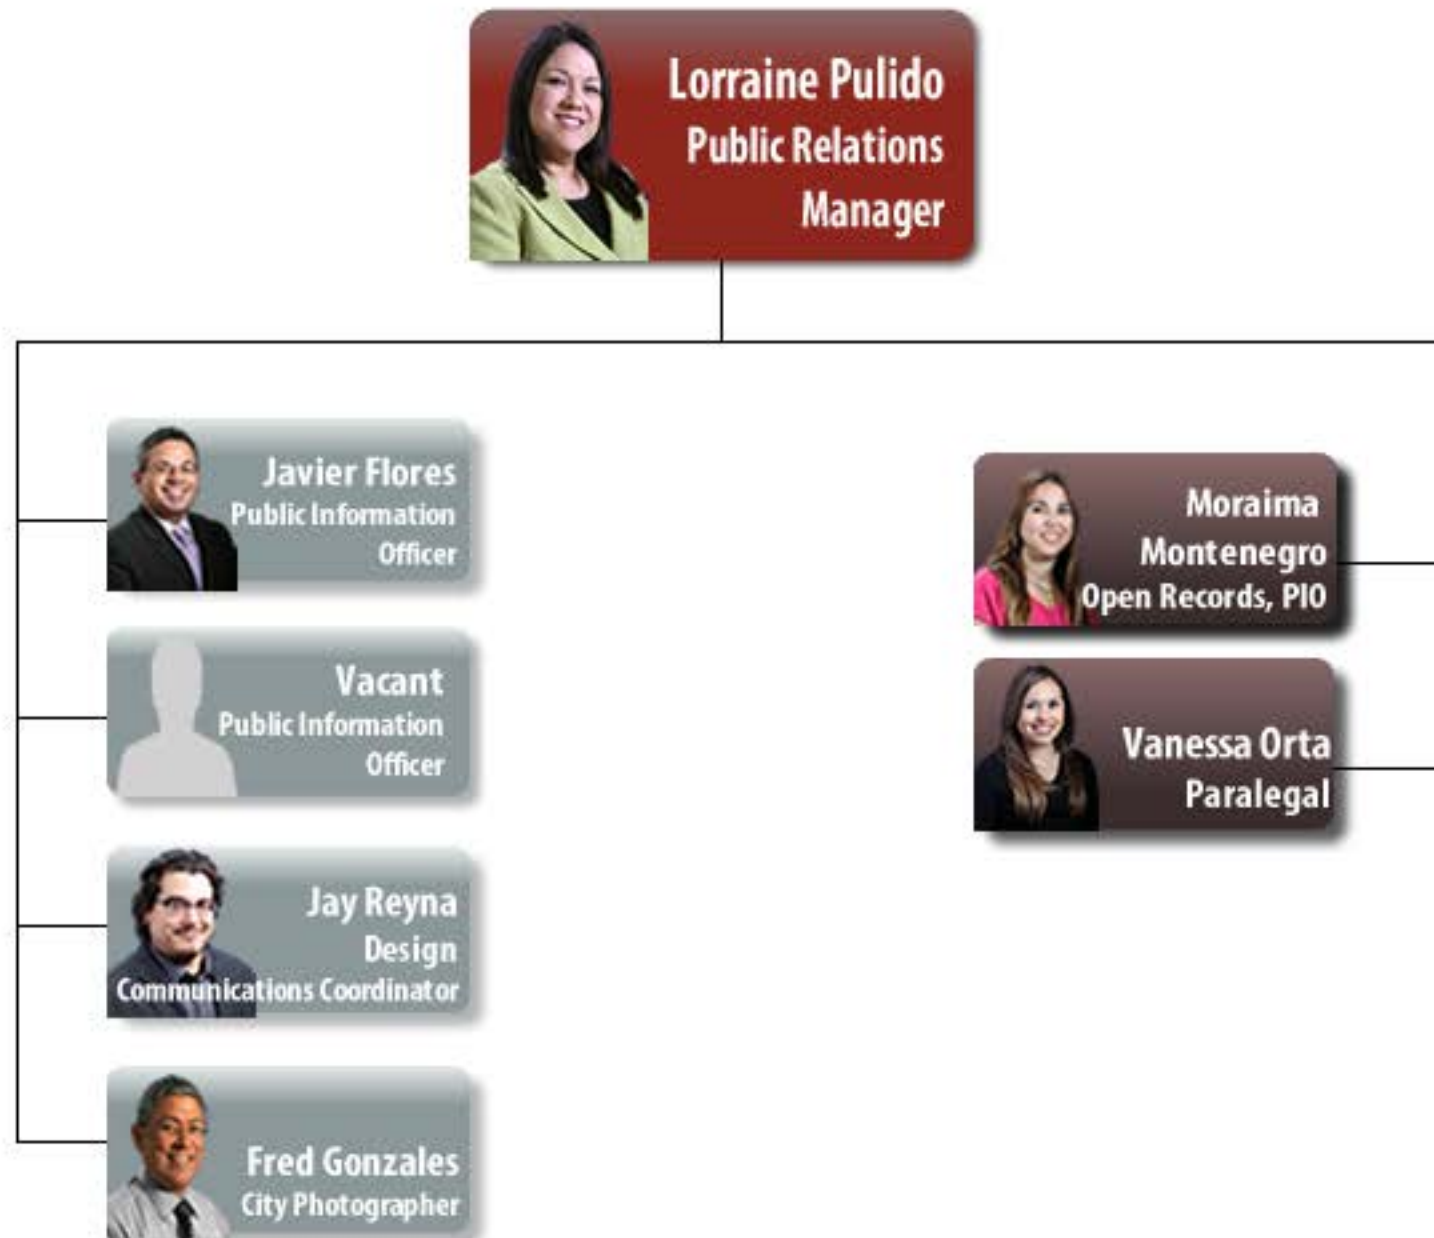 Lorraine Pulido
Public Relations
Manager
Javier Flores
Public Information
Officer
Vacant
Public Information
Officer
Jay Reyna
Design
Communications Coordinator
Fred Gonzales
City Photographer
Moraima
Montenegro
Open Records, PIO
Vanessa Orta
Paralegal